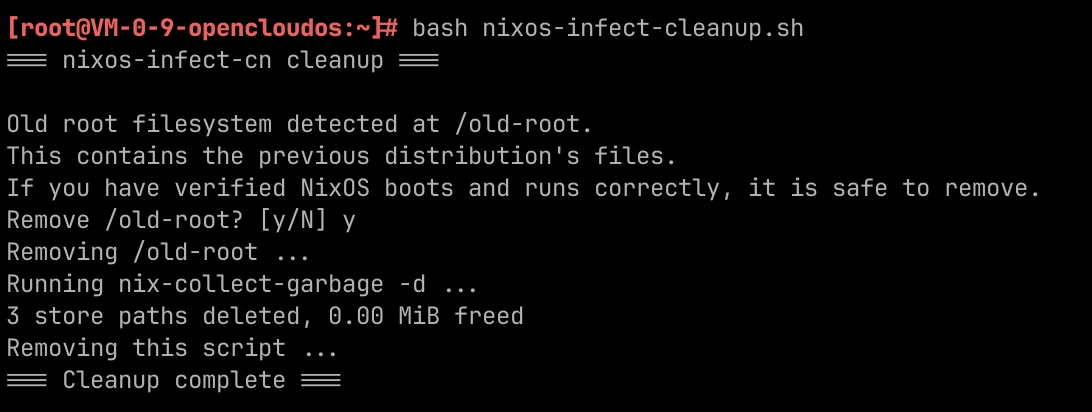 [root@VM-0-9-opencloudos:~]# bash nixos-infect-cleanup.sh
=== nixos-infect-cn cleanup ===
Old root filesystem detected at /old-root.
This contains the previous distribution's files.
If you have verified NixOS boots and runs correctly, it is safe to remove.
Remove /old-root? [y/N] y
Removing /old-root ...
Running nix-collect-garbage -d ...
3 store paths deleted, 0.00 MiB freed
Removing this script ...
=== Cleanup complete ===